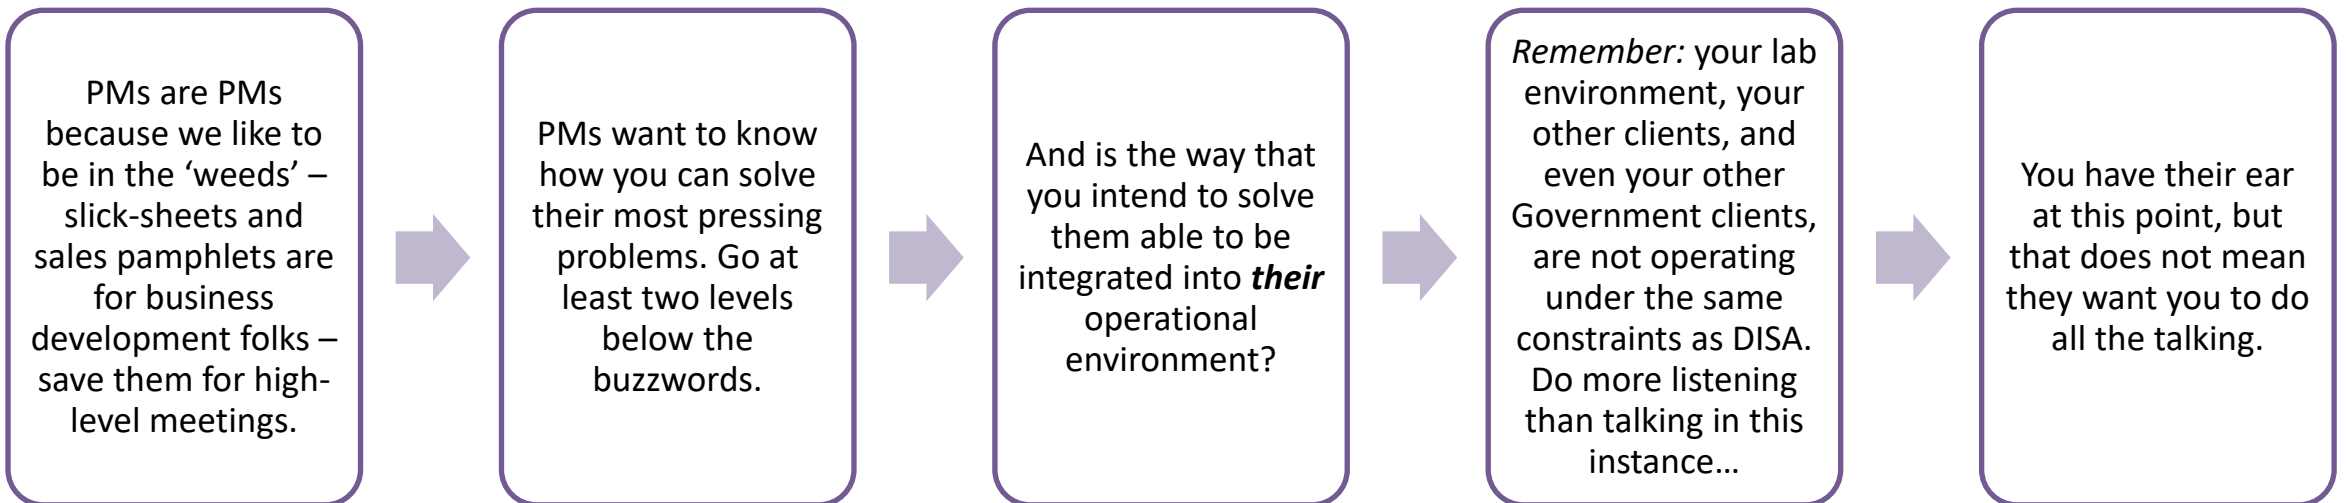 PMs are PMs
because we like to
be in the ‘weeds’ –
slick-sheets and
sales pamphlets are
for business
development folks –
save them for high-
level meetings.
PMs want to know
how you can solve
their most pressing
problems. Go at
least two levels
below the
buzzwords.
And is the way that
you intend to solve
them able to be
integrated into their
operational
environment?
Remember: your lab
environment, your
other clients, and
even your other
Government clients,
are not operating
under the same
constraints as DISA.
Do more listening
than talking in this
instance…
You have their ear
at this point, but
that does not mean
they want you to do
all the talking.